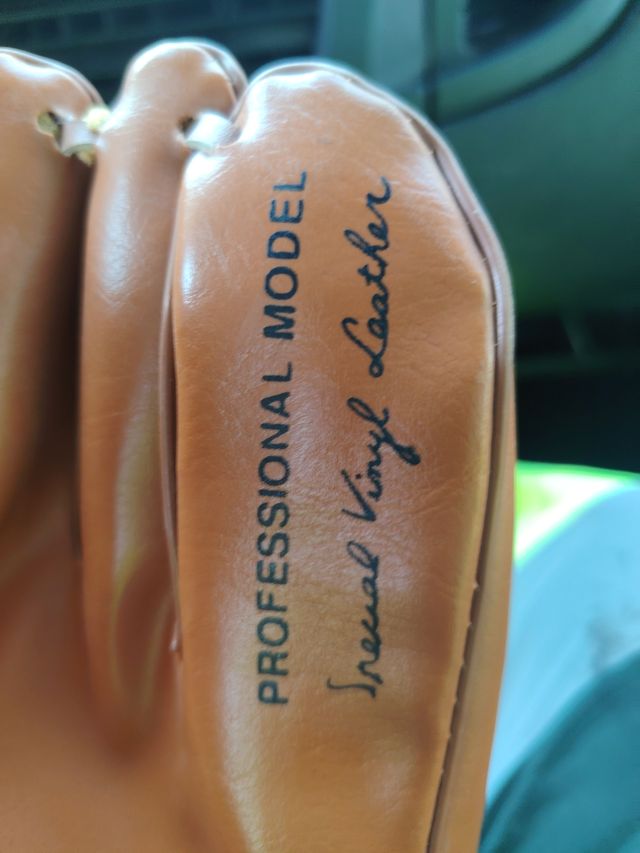 PROFESSIONAL MODEL
Special Vinyl Leather